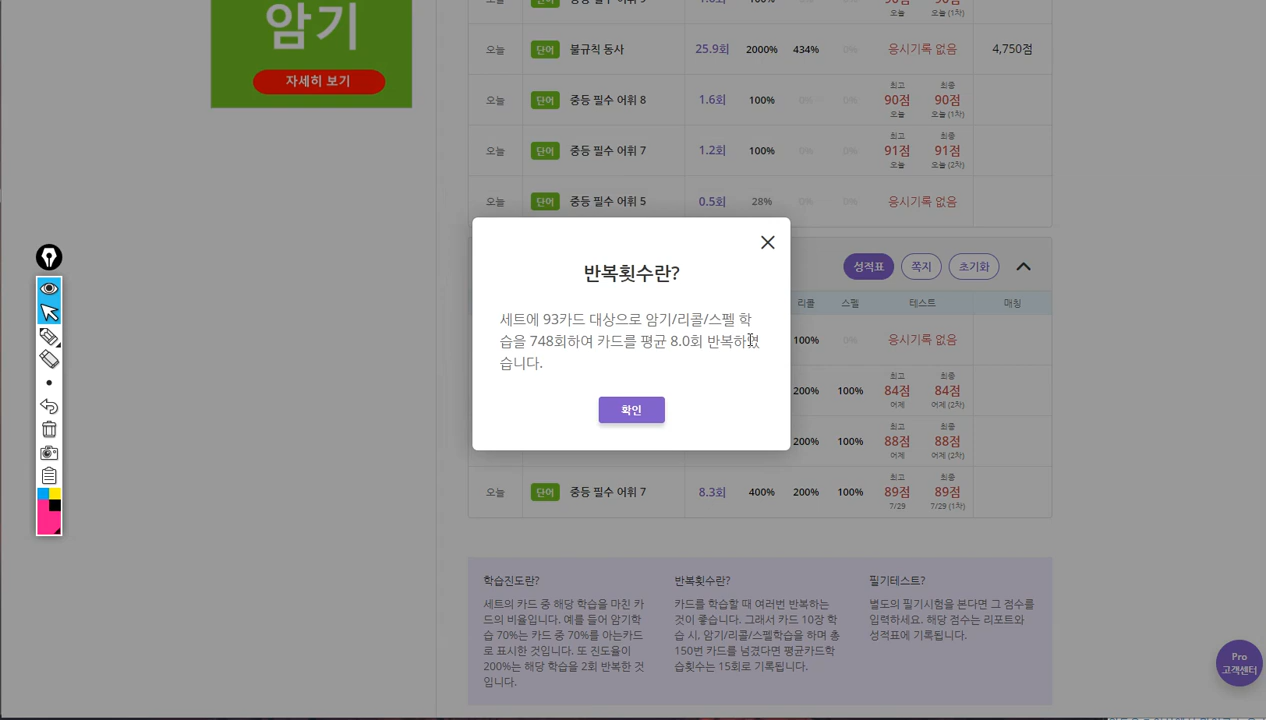 암기
자세히 보기
오늘 오늘 (1차)
오늘 단어 불규칙 동사 25.9회 2000% 434% 0% 응시기록 없음 4,750점
최고 최종
오늘 단어 중등 필수 어휘 8 1.6회 100% 0% 0% 90점 90점
오늘 오늘 (1차)
최고 최종
오늘 단어 중등 필수 어휘 7 1.2회 100% 0% 0% 91점 91점
오늘 오늘 (2차)
오늘 단어 중등 필수 어휘 5 0.5회 28% 0% 0% 응시기록 없음
성적표 쪽지 초기화
리콜 스펠 테스트 매칭
100% 0% 응시기록 없음
최고 최종
200% 100% 84점 84점
어제 어제 (2차)
최고 최종
200% 100% 88점 88점
어제 어제 (2차)
최고 최종
오늘 단어 중등 필수 어휘 7 8.3회 400% 200% 100% 89점 89점
7/29 7/29 (1차)
반복횟수란?
세트에 93카드 대상으로 암기/리콜/스펠 학
습을 748회하여 카드를 평균 8.0회 반복하였
습니다.
확인
학습진도란?
세트의 카드 중 해당 학습을 마친 카
드의 비율입니다. 예를 들어 암기학
습 70%는 카드 중 70%를 아는카드
로 표시한 것입니다. 또 진도율이
200%는 해당 학습을 2회 반복한 것
입니다.
반복횟수란?
카드를 학습할 때 여러번 반복하는
것이 좋습니다. 그래서 카드 10장 학
습 시, 암기/리콜/스펠학습을 하며 총
150번 카드를 넘겼다면 평균카드학
습횟수는 15회로 기록됩니다.
필기테스트?
별도의 필기시험을 본다면 그 점수를
입력하세요. 해당 점수는 리포트와
성적표에 기록됩니다.
Pro
고객센터